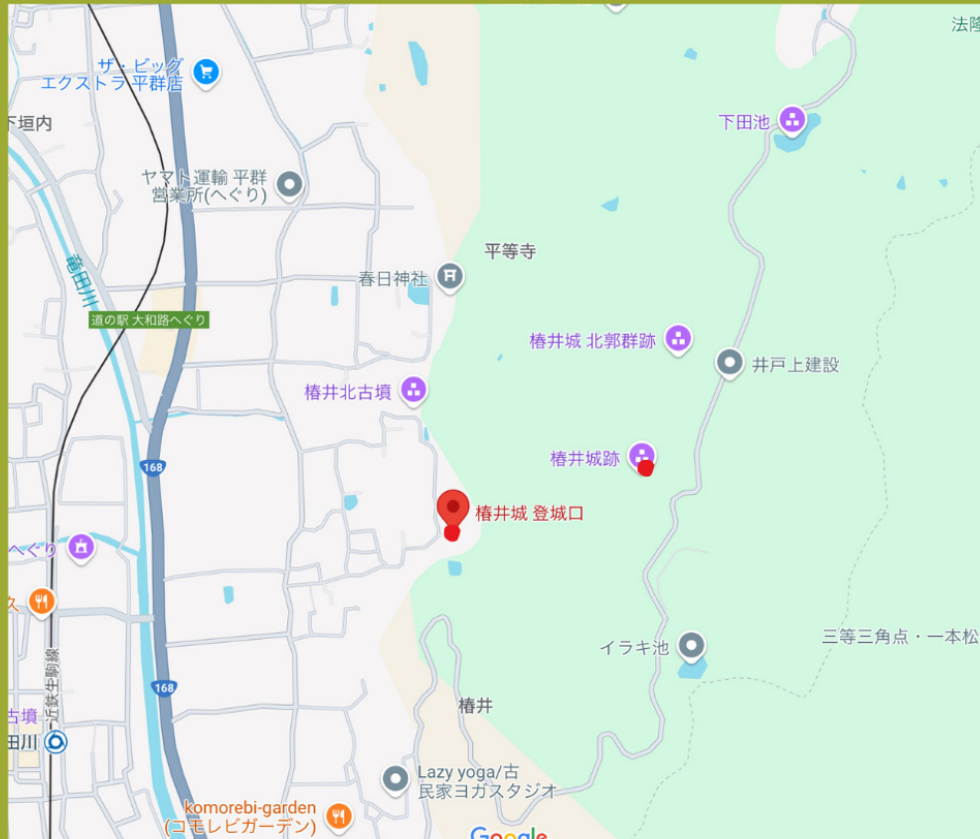 法隆
ザ・ビッグ
エクストラ 平群店
下田池
下垣内
ヤマト運輸 平群
営業所(へぐり)
平等寺
春日神社
竜田川
道の駅 大和路へぐり
椿井城 北郭群跡
井戸上建設
椿井北古墳
椿井城跡
168
椿井城 登城口
へぐり
久
イラキ池
三等三角点・一本松
近鉄生駒線
168
椿井
古墳
田川
Lazy yoga/古
民家ヨガスタジオ
komorebi-garden
(コモレビガーデン)
Google